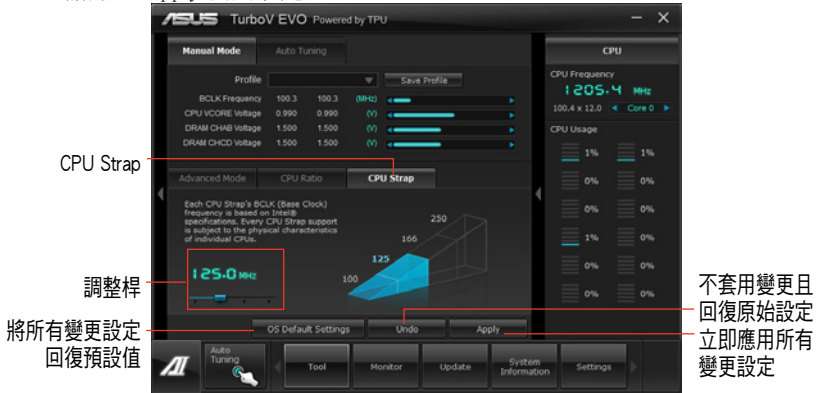 ASUS TurboV EVO Powered by TPU
Manual Mode
Auto Tuning
Profile
Save Profile
BCLK Frequency 100.3 100.3 (MHz)
CPU VCORE Voltage 0.990 0.990 (V)
DRAM CHAB Voltage 1.500 1.500 (V)
DRAM CHCD Voltage 1.500 1.500 (V)
CPU Strap
Advanced Mode
CPU Ratio
CPU Strap
Each CPU Strap's BCLK (Base Clock)
frequency is based on Intel®
specifications. Every CPU Strap support
is subject to the physical characteristics
of individual CPUs.
250
166
125
100
125.0 MHz
調整桿
將所有變更設定
回復預設值
OS Default Settings
Undo
Apply
不套用變更且
回復原始設定
立即應用所有
變更設定
CPU
CPU Frequency
1205.4 MHz
100.4 x 12.0 Core 0
CPU Usage
1% 1%
0% 0%
0% 0%
1% 0%
0% 0%
0% 0%
AI
Auto
Tuning
Tool
Monitor
Update
System
Information
Settings